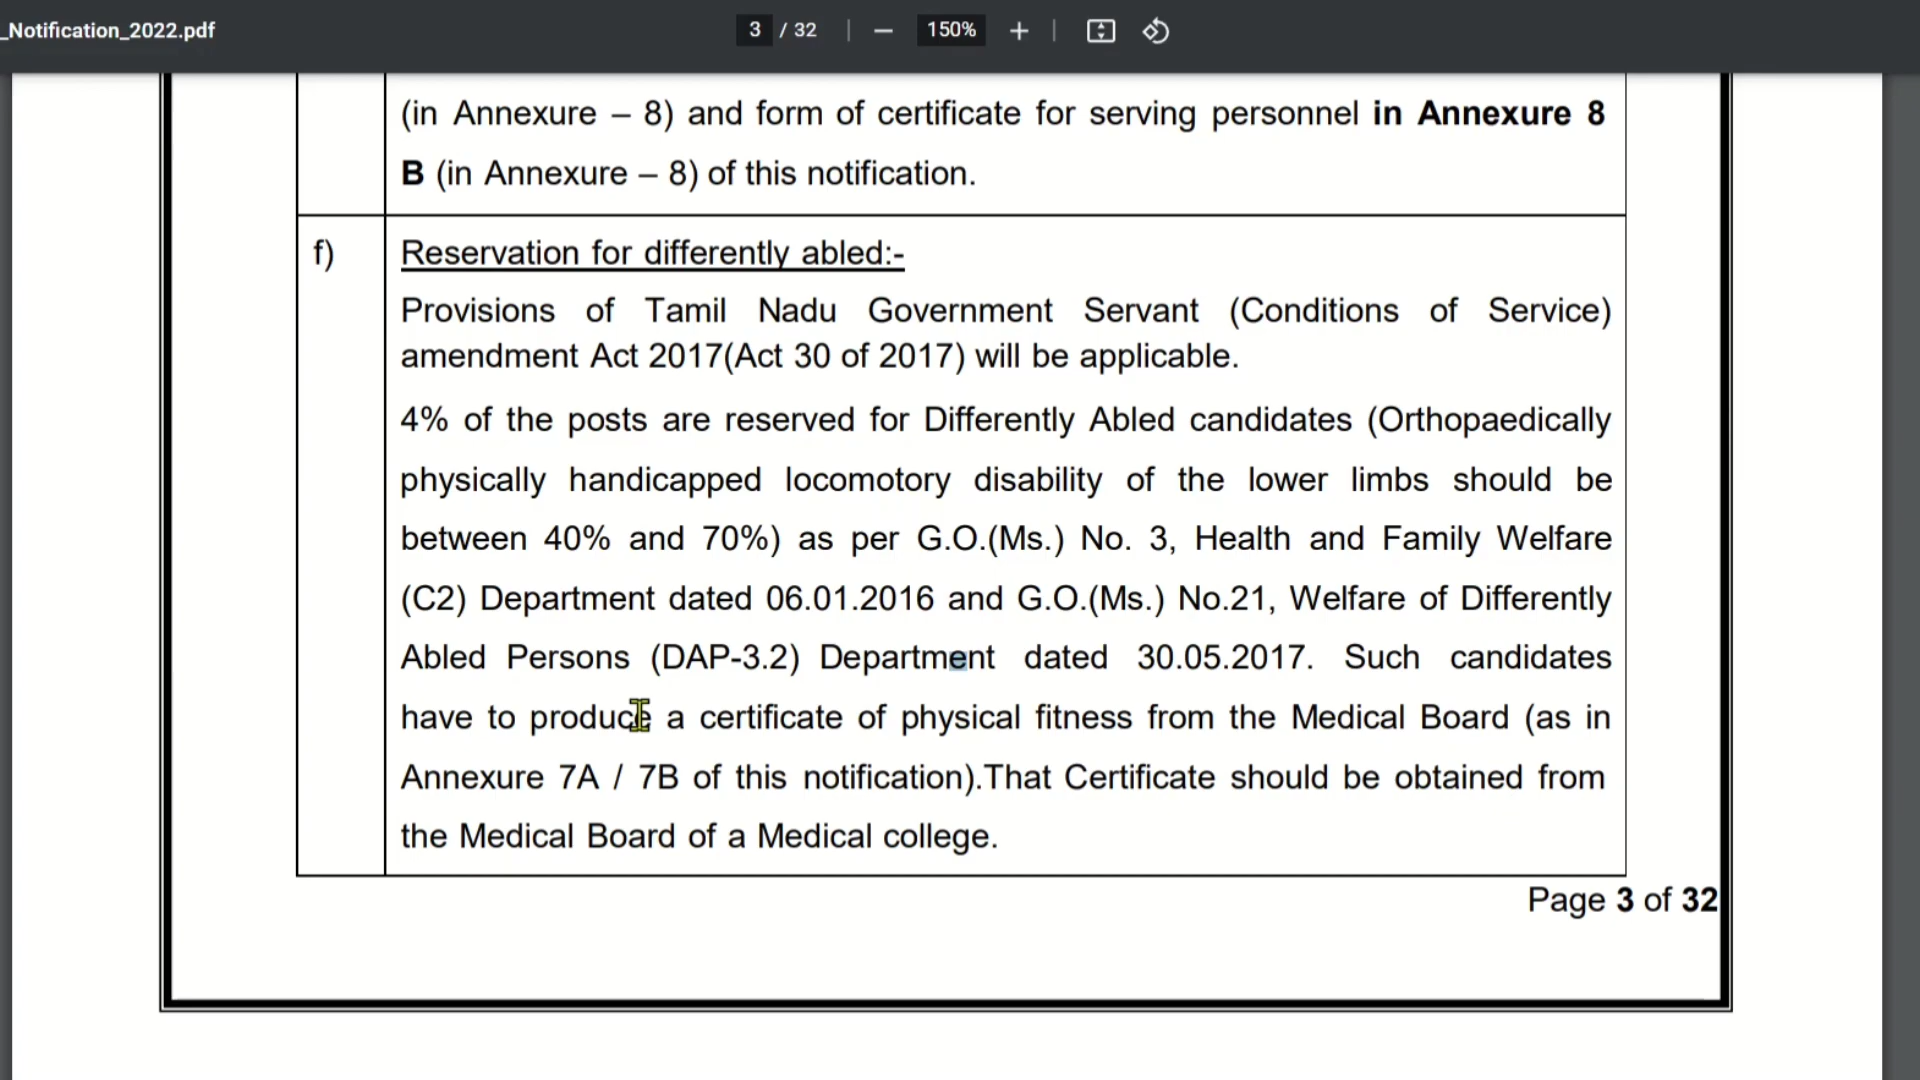 _Notification_2022.pdf
3 / 32
150%
(in Annexure – 8) and form of certificate for serving personnel in Annexure 8
B (in Annexure – 8) of this notification.
f) Reservation for differently abled:-
Provisions of Tamil Nadu Government Servant (Conditions of Service)
amendment Act 2017(Act 30 of 2017) will be applicable.
4% of the posts are reserved for Differently Abled candidates (Orthopaedically
physically handicapped locomotory disability of the lower limbs should be
between 40% and 70%) as per G.O.(Ms.) No. 3, Health and Family Welfare
(C2) Department dated 06.01.2016 and G.O.(Ms.) No.21, Welfare of Differently
Abled Persons (DAP-3.2) Department dated 30.05.2017. Such candidates
have to produce a certificate of physical fitness from the Medical Board (as in
Annexure 7A / 7B of this notification).That Certificate should be obtained from
the Medical Board of a Medical college.
Page 3 of 32